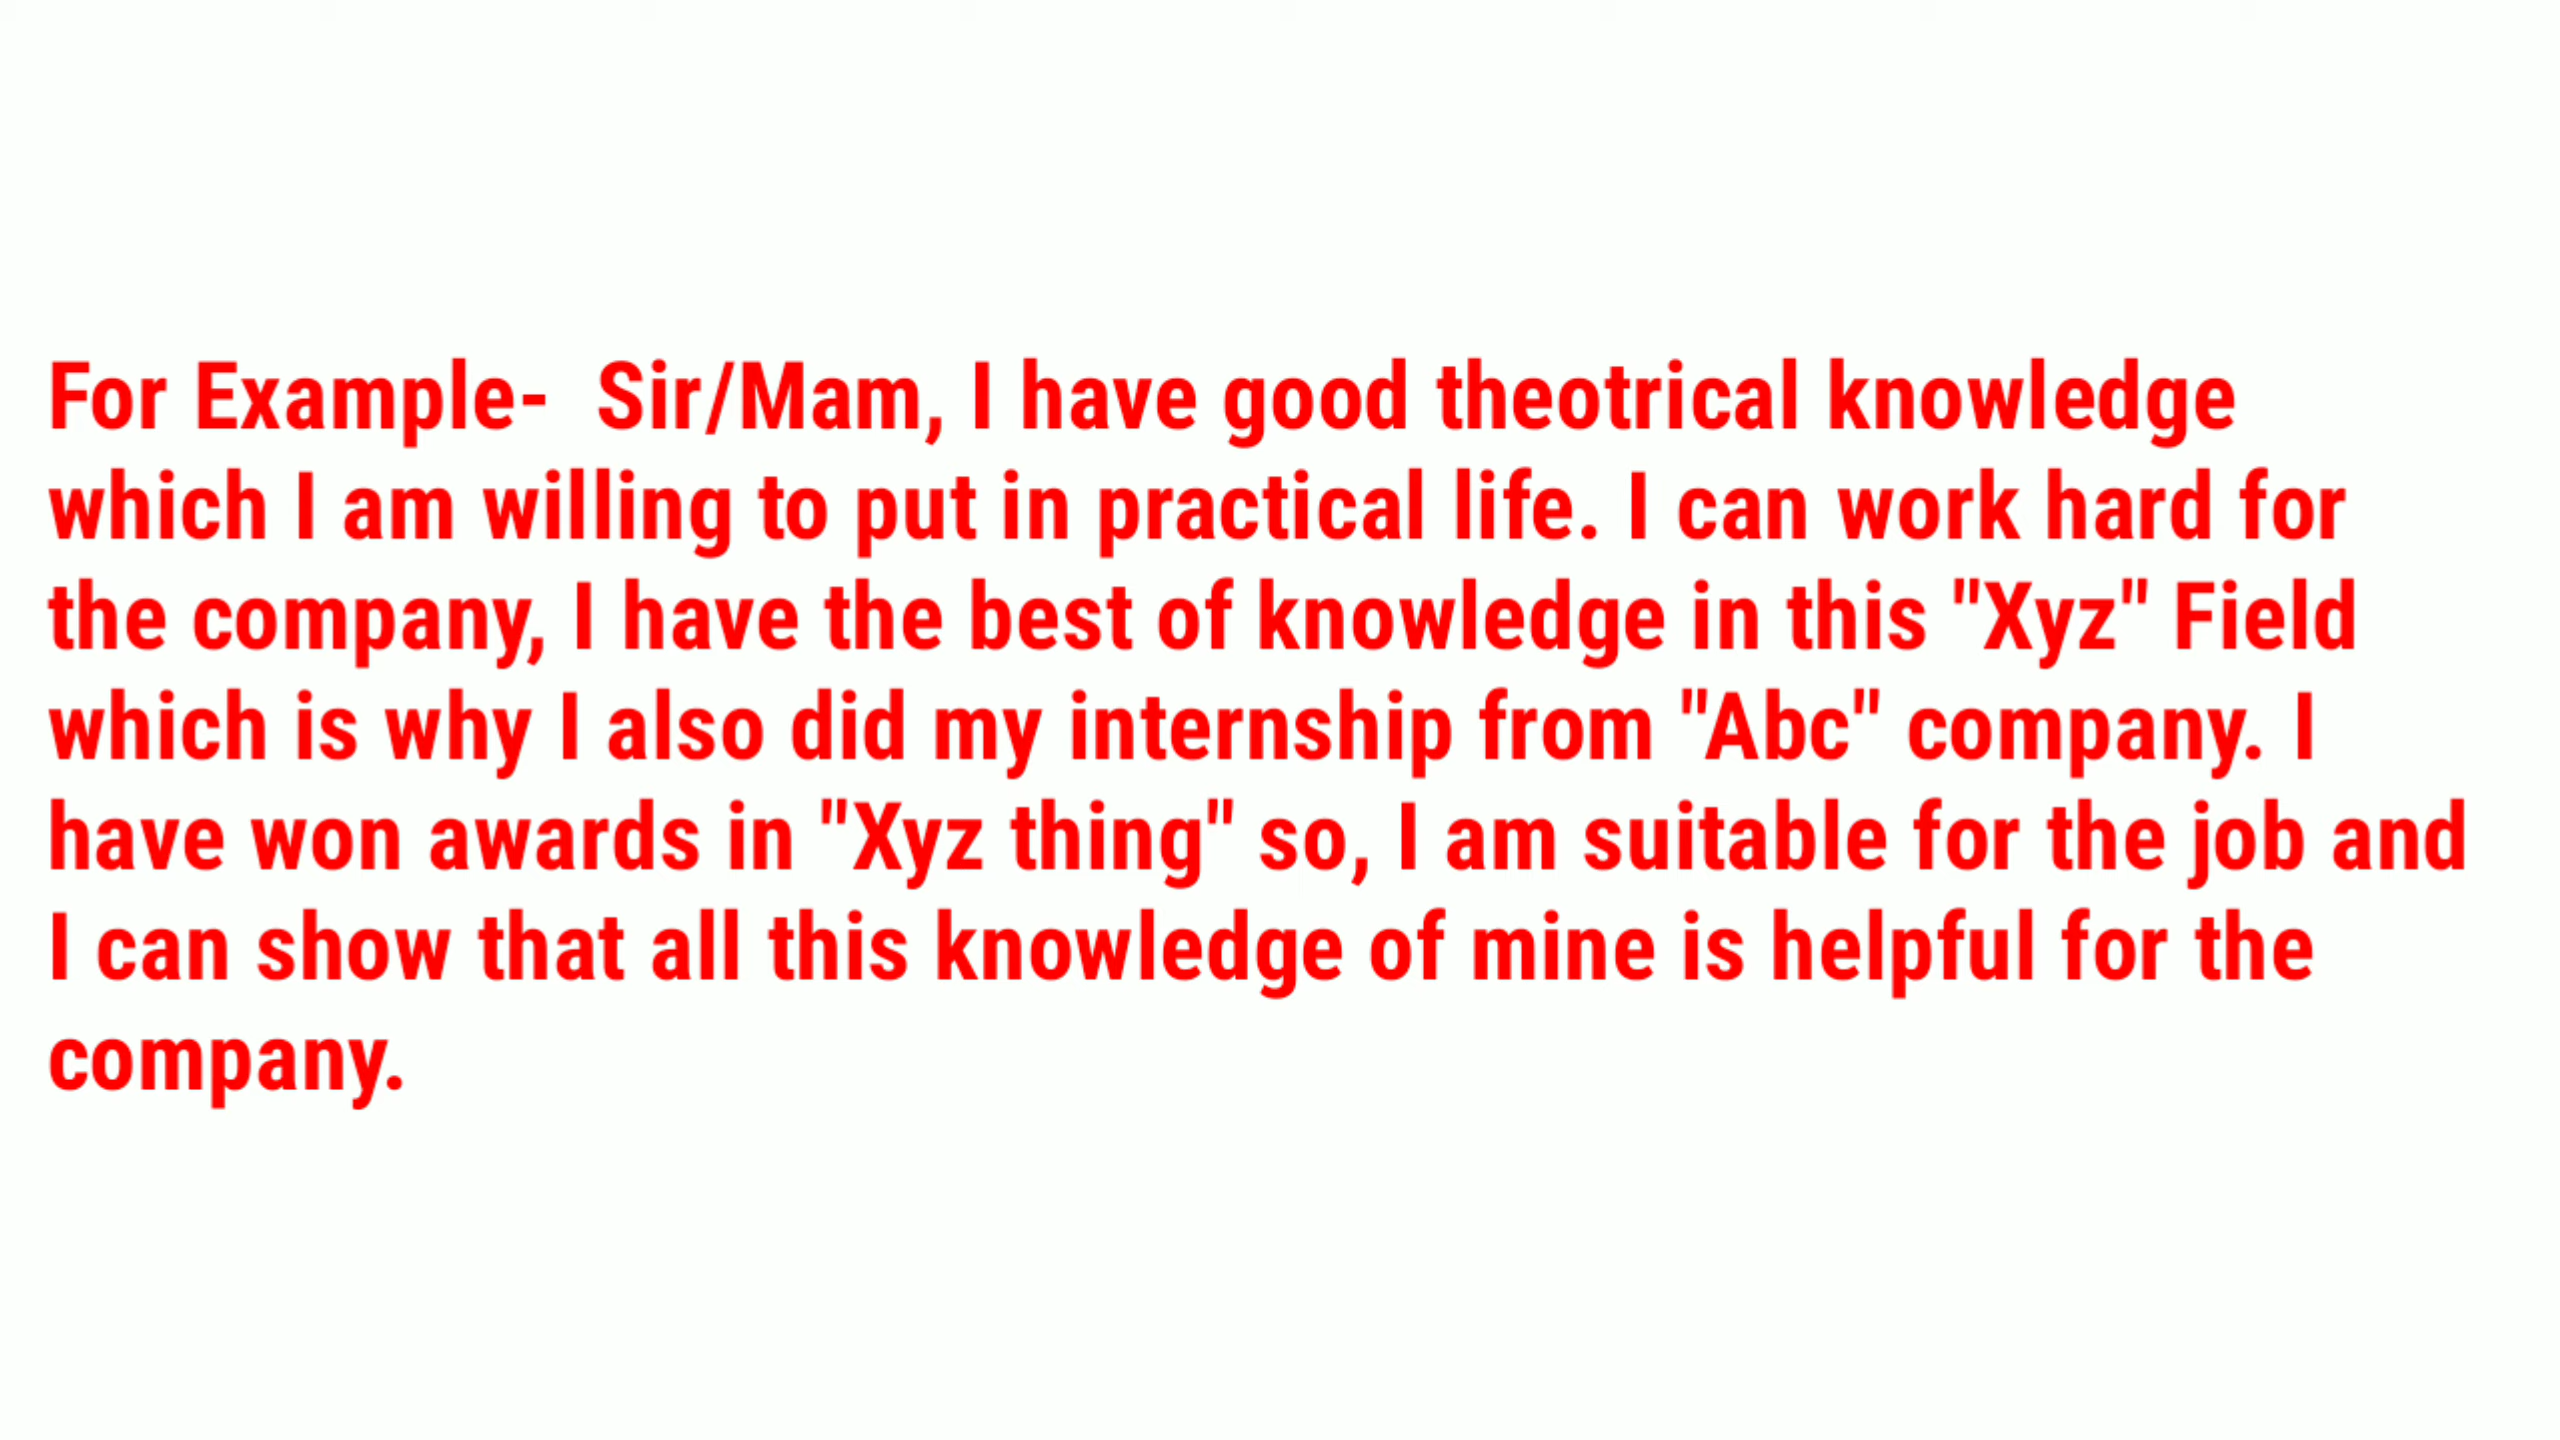 For Example-  Sir/Mam, I have good theotrical knowledge
which I am willing to put in practical life. I can work hard for
the company, I have the best of knowledge in this "Xyz" Field
which is why I also did my internship from "Abc" company. I
have won awards in "Xyz thing" so, I am suitable for the job and
I can show that all this knowledge of mine is helpful for the
company.